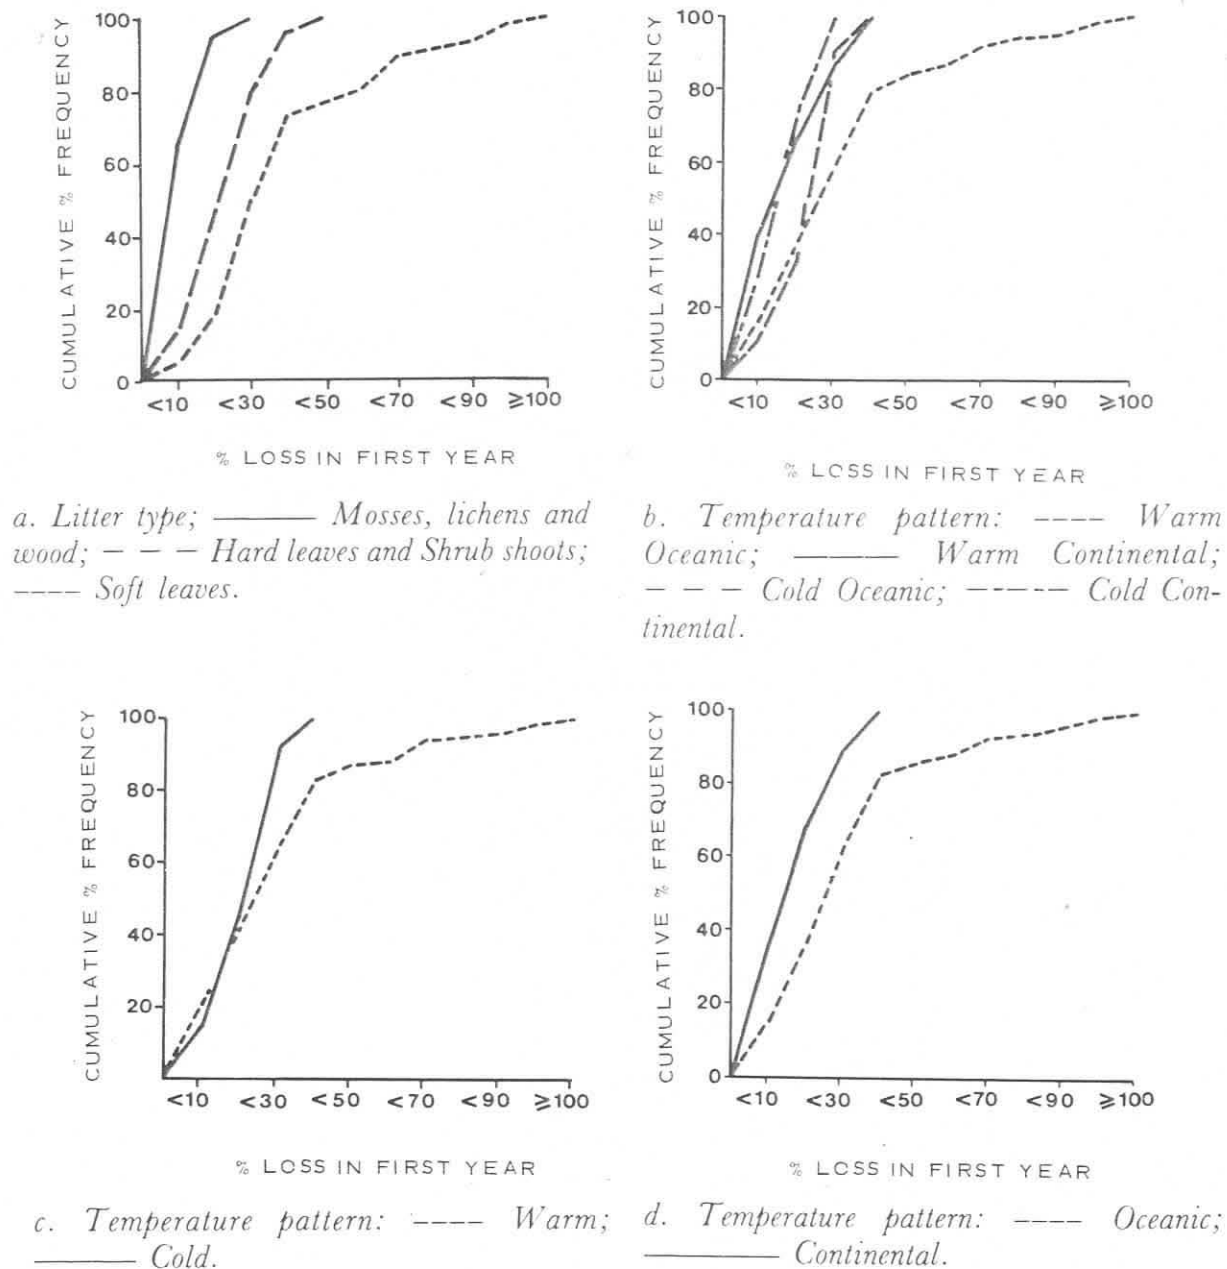 CUMULATIVE % FREQUENCY
100
80
60
40
20
0
<10 <30 <50 <70 <90 ≥100
% LOSS IN FIRST YEAR
a. Litter type; ——— Mosses, lichens and
wood; — — — Hard leaves and Shrub shoots;
---- Soft leaves.
CUMULATIVE % FREQUENCY
100
80
60
40
20
0
<10 <30 <50 <70 <90 ≥100
% LOSS IN FIRST YEAR
b. Temperature pattern: ---- Warm
Oceanic; ——— Warm Continental;
— — — Cold Oceanic; —-—-— Cold Con-
tinental.
CUMULATIVE % FREQUENCY
100
80
60
40
20
<10 <30 <50 <70 <90 ≥100
% LOSS IN FIRST YEAR
c. Temperature pattern: ---- Warm;
——— Cold.
CUMULATIVE % FREQUENCY
100
80
60
40
20
0
<10 <30 <50 <70 <90 ≥100
% LOSS IN FIRST YEAR
d. Temperature pattern: ---- Oceanic;
——— Continental.